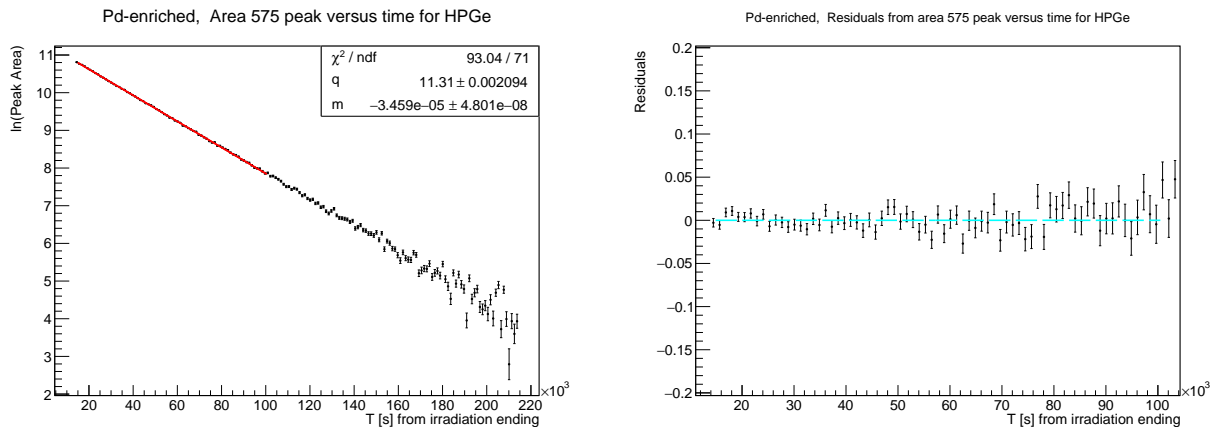 Pd-enriched,  Area 575 peak versus time for HPGe
χ² / ndf 93.04 / 71
q 11.31 ± 0.002094
m −3.459e−05 ± 4.801e−08
ln(Peak Area)
11
10
9
8
7
6
5
4
3
2
20 40 60 80 100 120 140 160 180 200 220
×10³
T [s] from irradiation ending
Pd-enriched,  Residuals from area 575 peak versus time for HPGe
Residuals
0.2
0.15
0.1
0.05
0
−0.05
−0.1
−0.15
−0.2
20 30 40 50 60 70 80 90 100
×10³
T [s] from irradiation ending